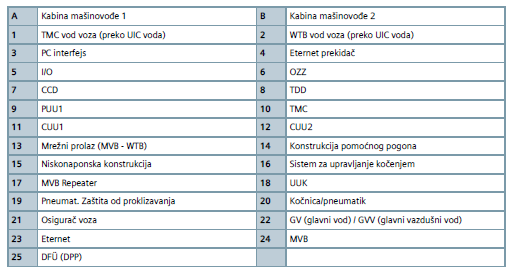 A Kabina mašinovođe 1 B Kabina mašinovođe 2
1 TMC vod voza (preko UIC voda) 2 WTB vod voza (preko UIC voda)
3 PC interfejs 4 Eternet prekidač
5 I/O 6 OZZ
7 CCD 8 TDD
9 PUU1 10 TMC
11 CUU1 12 CUU2
13 Mrežni prolaz (MVB - WTB) 14 Konstrukcija pomoćnog pogona
15 Niskonaponska konstrukcija 16 Sistem za upravljanje kočenjem
17 MVB Repeater 18 UUK
19 Pneumat. Zaštita od proklizavanja 20 Kočnica/pneumatik
21 Osigurač voza 22 GV (glavni vod) / GVV (glavni vazdušni vod)
23 Eternet 24 MVB
25 DFÜ (DPP)